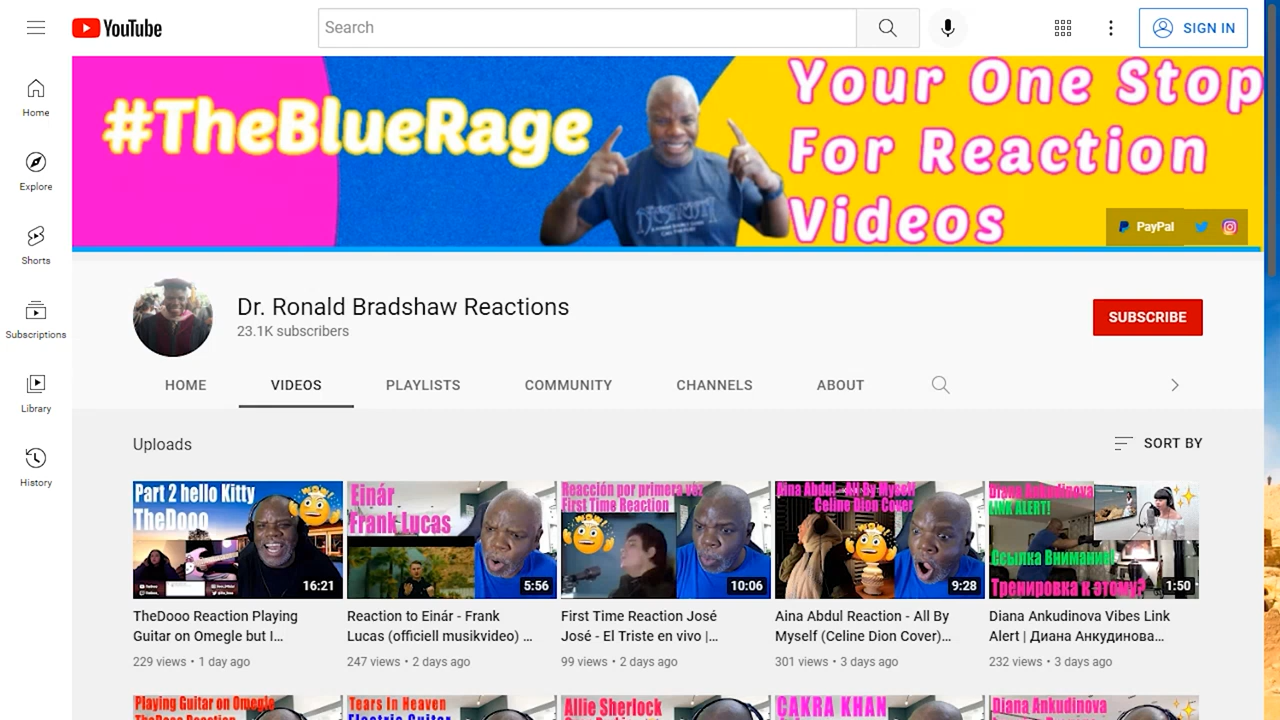 YouTube
Search
SIGN IN
Home
Explore
Shorts
Subscriptions
Library
History
#TheBlueRage
Your One Stop
For Reaction
Videos
PayPal
Dr. Ronald Bradshaw Reactions
23.1K subscribers
SUBSCRIBE
HOME
VIDEOS
PLAYLISTS
COMMUNITY
CHANNELS
ABOUT
Uploads
SORT BY
Part 2 hello Kitty
TheDooo
16:21
TheDooo Reaction Playing
Guitar on Omegle but I...
229 views • 1 day ago
Einár
Frank Lucas
5:56
Reaction to Einár - Frank
Lucas (officiell musikvideo) ...
247 views • 2 days ago
Reacción por primera vez
First Time Reaction
10:06
First Time Reaction José
José - El Triste en vivo |...
99 views • 2 days ago
Aina Abdul - All By Myself
Celine Dion Cover
9:28
Aina Abdul Reaction - All By
Myself (Celine Dion Cover)...
301 views • 3 days ago
Diana Ankudinova
LINK ALERT!
Ссылка Внимание!
Тренировка к этому?
1:50
Diana Ankudinova Vibes Link
Alert | Диана Анкудинова...
232 views • 3 days ago
Playing Guitar on Omegle
TheDooo Reaction
Tears In Heaven
Electric Guitar
Allie Sherlock
CAKRA KHAN
Diana Ankudinova